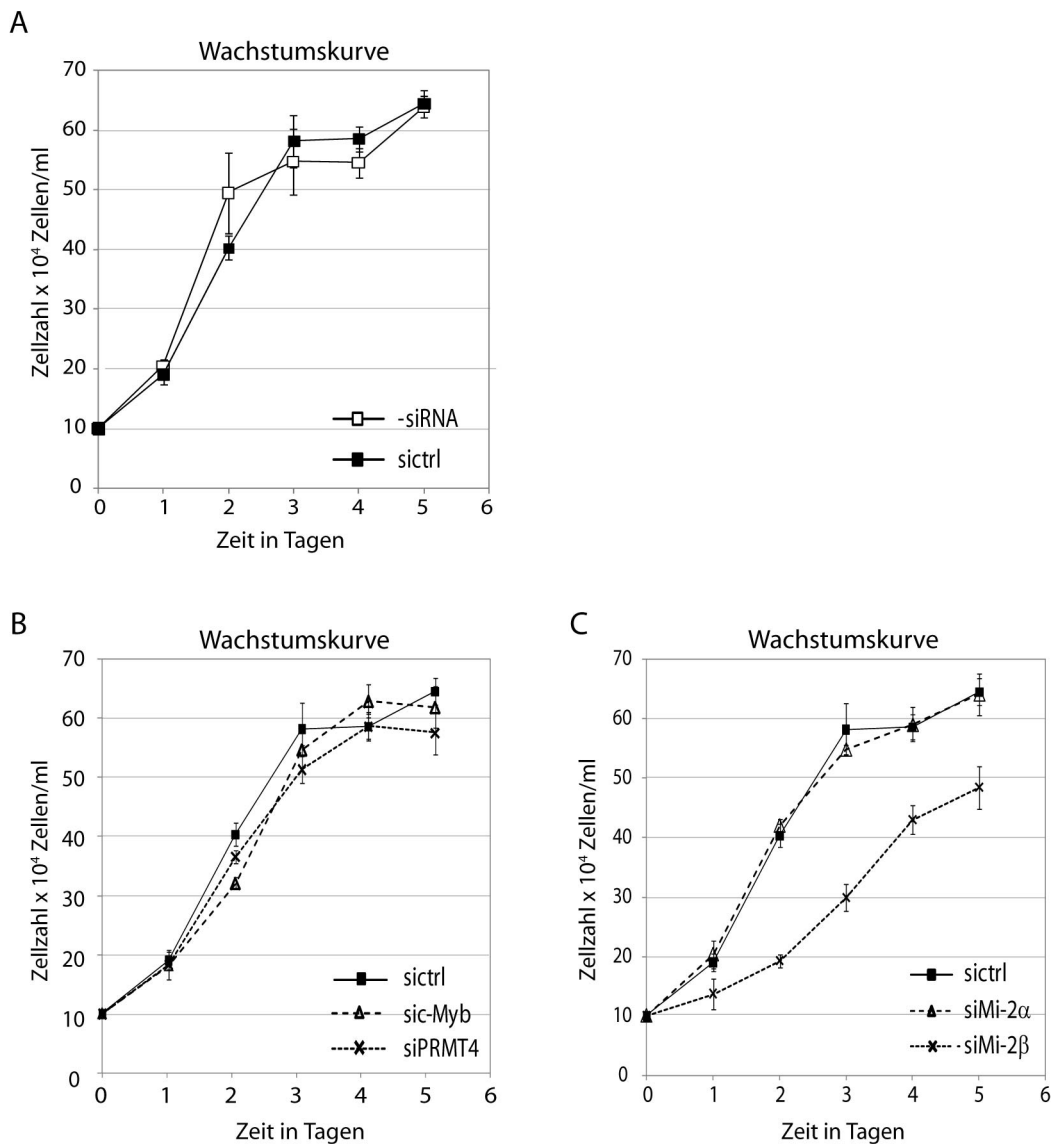 A
Wachstumskurve
70
60
50
40
30
20
10
0
0 1 2 3 4 5 6
Zellzahl x 10⁴ Zellen/ml
Zeit in Tagen
-siRNA
sictrl
B
Wachstumskurve
70
60
50
40
30
20
10
0
0 1 2 3 4 5 6
Zellzahl x 10⁴ Zellen/ml
Zeit in Tagen
sictrl
sic-Myb
siPRMT4
C
Wachstumskurve
70
60
50
40
30
20
10
0
0 1 2 3 4 5 6
Zellzahl x 10⁴ Zellen/ml
Zeit in Tagen
sictrl
siMi-2α
siMi-2β